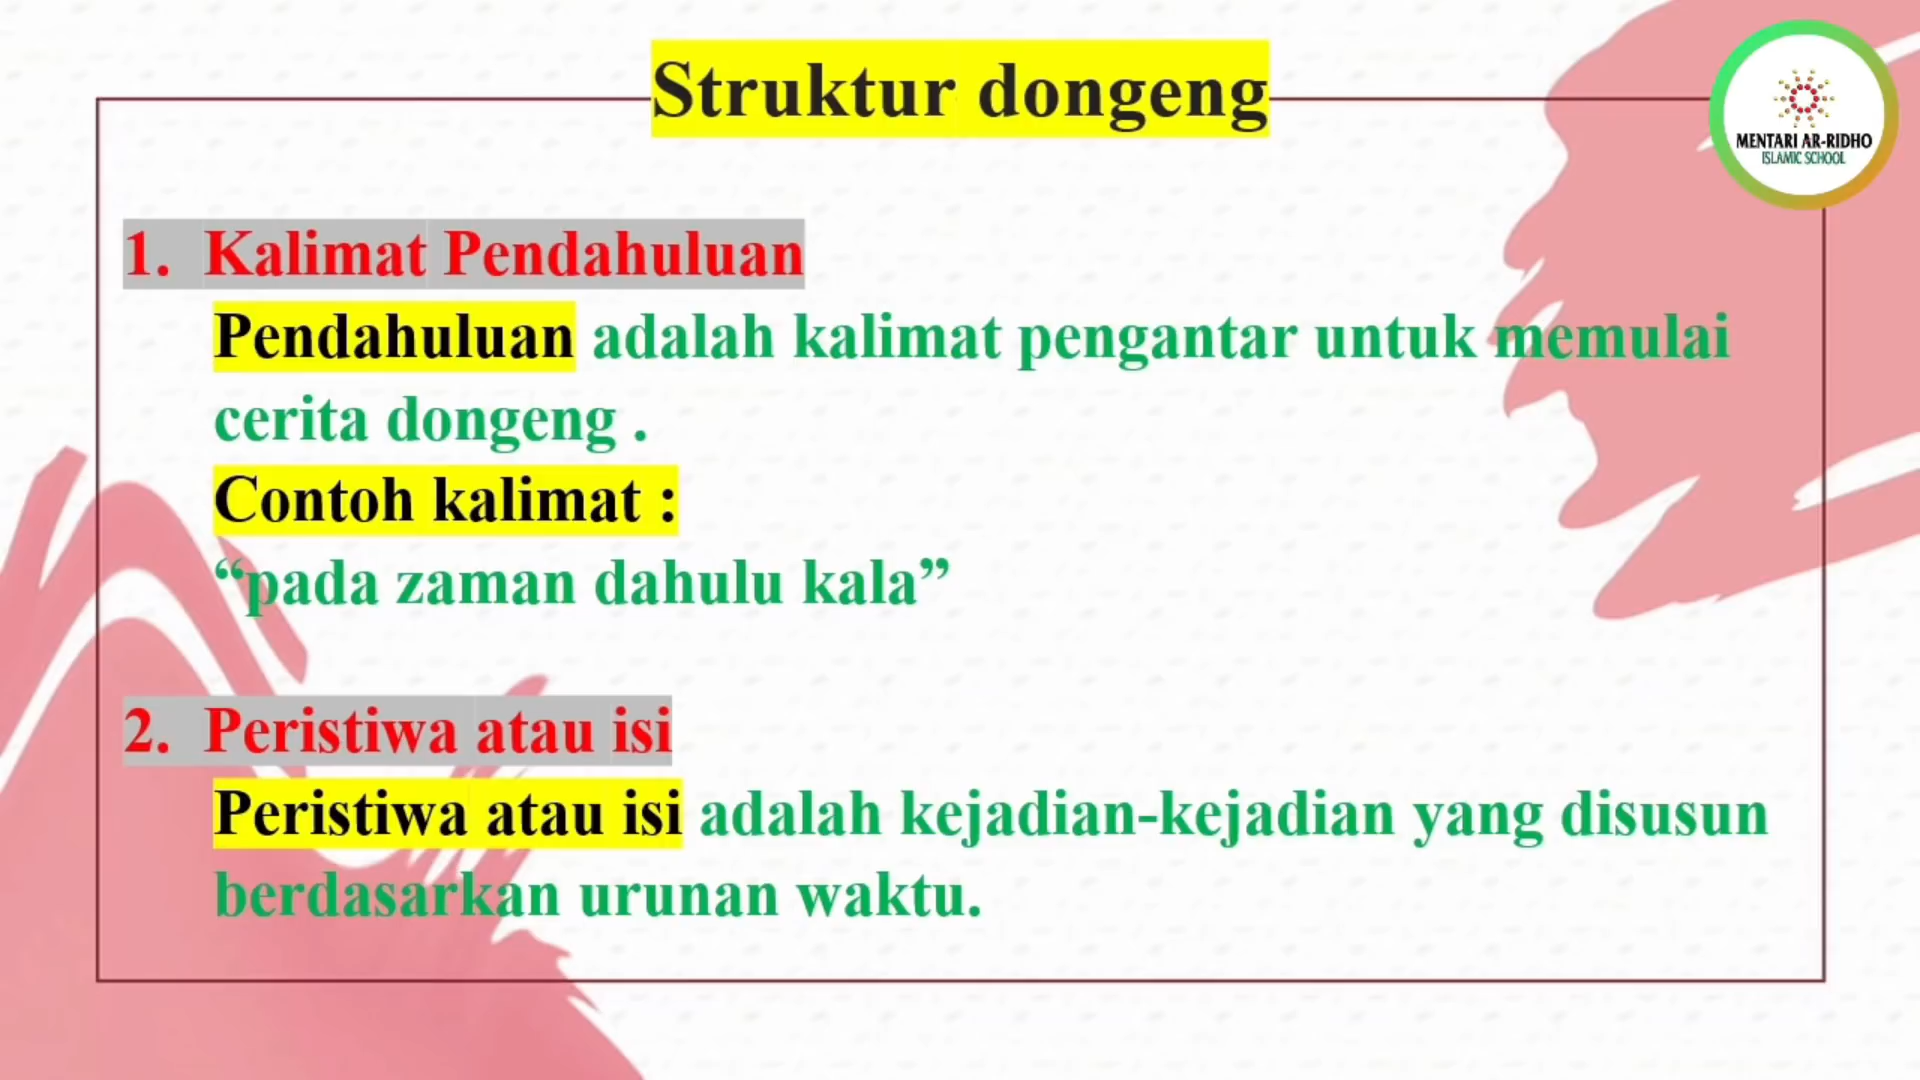 Struktur dongeng
MENTARI AR-RIDHO
ISLAMIC SCHOOL
1. Kalimat Pendahuluan
Pendahuluan adalah kalimat pengantar untuk memulai
cerita dongeng .
Contoh kalimat :
“pada zaman dahulu kala”
2. Peristiwa atau isi
Peristiwa atau isi adalah kejadian-kejadian yang disusun
berdasarkan urunan waktu.